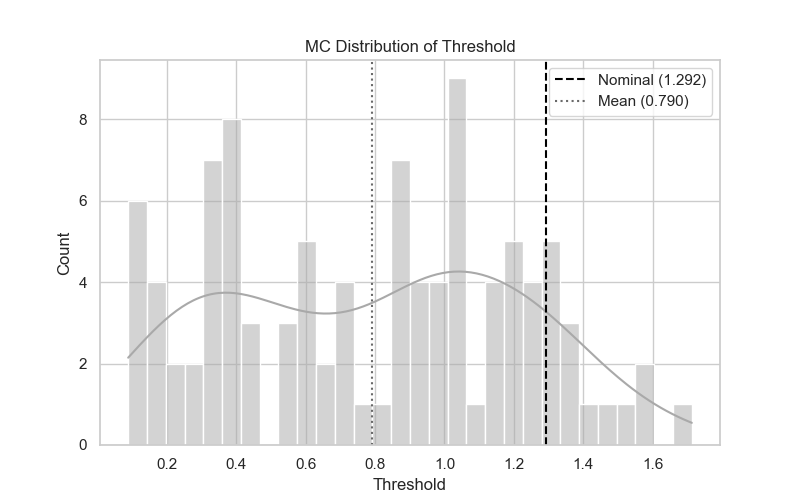 MC Distribution of Threshold
Nominal (1.292)
Mean (0.790)
Count
8
6
4
2
0
0.2 0.4 0.6 0.8 1.0 1.2 1.4 1.6
Threshold